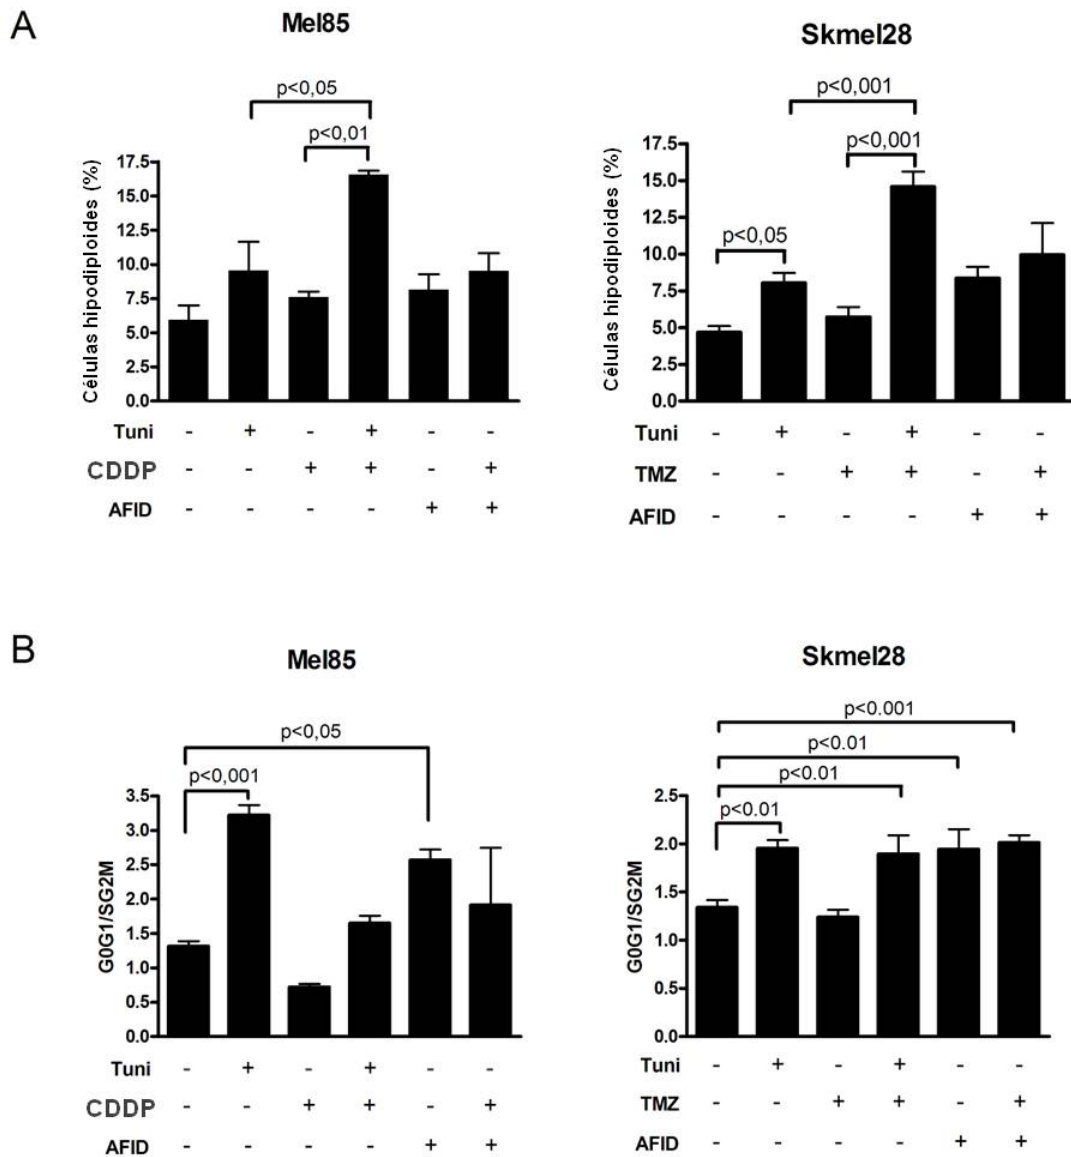 A
Mel85
p<0,05
p<0,01
Células hipodiploides (%)
17.5
15.0
12.5
10.0
7.5
5.0
2.5
0.0
Tuni - + - + - -
CDDP - - + + - +
AFID - - - - + +
Skmel28
p<0,001
p<0,001
p<0,05
Células hipodiploides (%)
17.5
15.0
12.5
10.0
7.5
5.0
2.5
0.0
Tuni - + - + - -
TMZ - - + + - +
AFID - - - - + +
B
Mel85
p<0,05
p<0,001
G0G1/SG2M
3.5
3.0
2.5
2.0
1.5
1.0
0.5
0.0
Tuni - + - + - -
CDDP - - + + - +
AFID - - - - + +
Skmel28
p<0.001
p<0.01
p<0.01
p<0.01
G0G1/SG2M
2.5
2.0
1.5
1.0
0.5
0.0
Tuni - + - + - -
TMZ - - + + - +
AFID - - - - + +